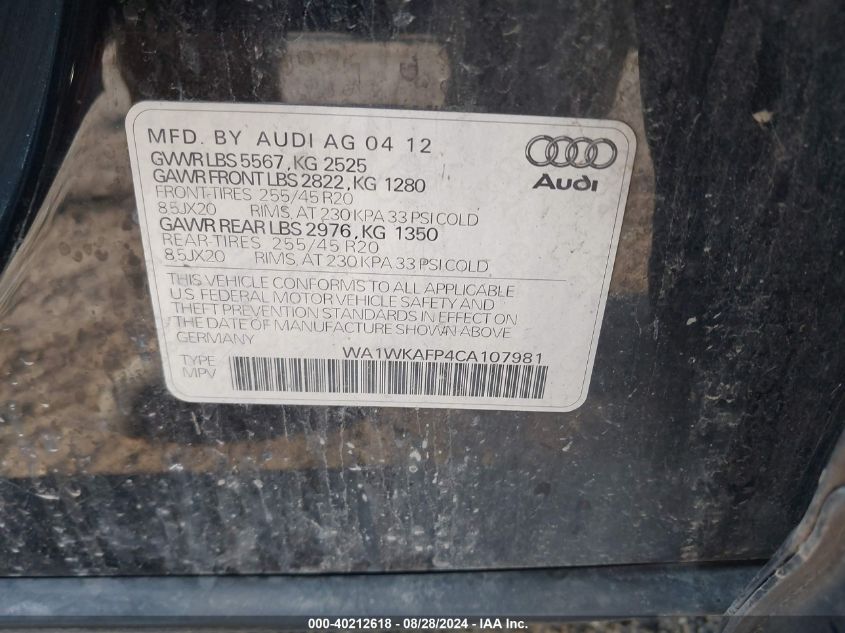 MFD. BY AUDI AG 04 12
GVWR LBS 5567, KG 2525
GAWR FRONT LBS 2822, KG 1280
FRONT-TIRES 255/45 R20
8.5JX20 RIMS, AT 230 KPA 33 PSI COLD
GAWR REAR LBS 2976, KG 1350
REAR-TIRES 255/45 R20
8.5JX20 RIMS, AT 230 KPA 33 PSI COLD
Audi
THIS VEHICLE CONFORMS TO ALL APPLICABLE
U.S. FEDERAL MOTOR VEHICLE SAFETY AND
THEFT PREVENTION STANDARDS IN EFFECT ON
THE DATE OF MANUFACTURE SHOWN ABOVE
GERMANY
WA1WKAFP4CA107981
TYPE
MPV
000-40212618 - 08/28/2024 - IAA Inc.